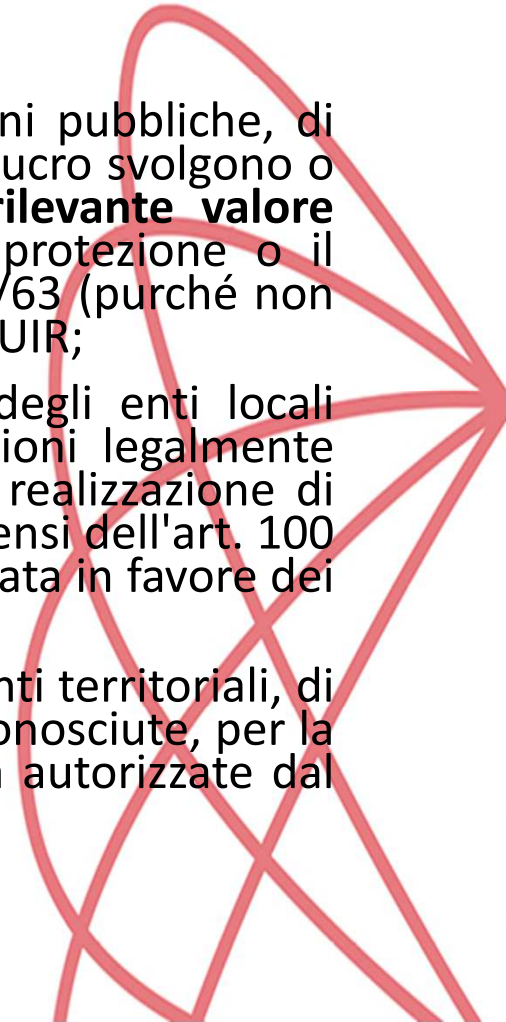 ni pubbliche, di
ucro svolgono o
rilevante valore
protezione o il
/63 (purché non
UIR;
degli enti locali
ioni legalmente
realizzazione di
ensi dell'art. 100
ata in favore dei
nti territoriali, di
onosciute, per la
autorizzate dal